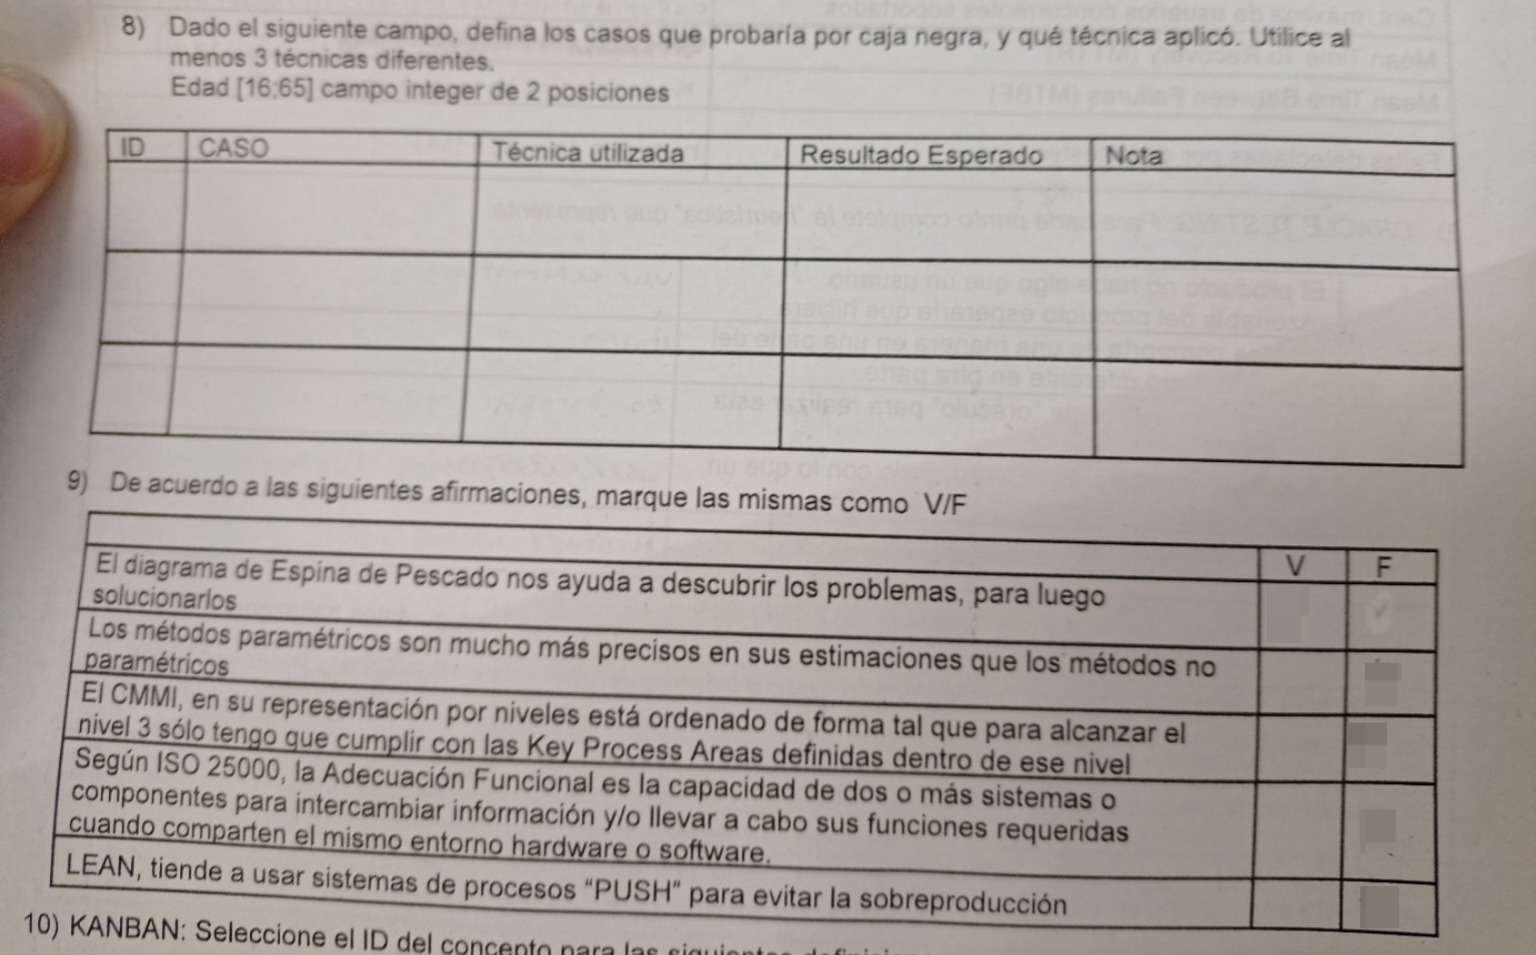 8) Dado el siguiente campo, defina los casos que probaría por caja negra, y qué técnica aplicó. Utilice al
menos 3 técnicas diferentes.
Edad [16;65] campo integer de 2 posiciones
ID CASO Técnica utilizada Resultado Esperado Nota
9) De acuerdo a las siguientes afirmaciones, marque las mismas como V/F
V F
El diagrama de Espina de Pescado nos ayuda a descubrir los problemas, para luego
solucionarlos
Los métodos paramétricos son mucho más precisos en sus estimaciones que los métodos no
paramétricos
El CMMI, en su representación por niveles está ordenado de forma tal que para alcanzar el
nivel 3 sólo tengo que cumplir con las Key Process Areas definidas dentro de ese nivel
Según ISO 25000, la Adecuación Funcional es la capacidad de dos o más sistemas o
componentes para intercambiar información y/o llevar a cabo sus funciones requeridas
cuando comparten el mismo entorno hardware o software.
LEAN, tiende a usar sistemas de procesos "PUSH" para evitar la sobreproducción
10) KANBAN: Seleccione el ID del concepto para las